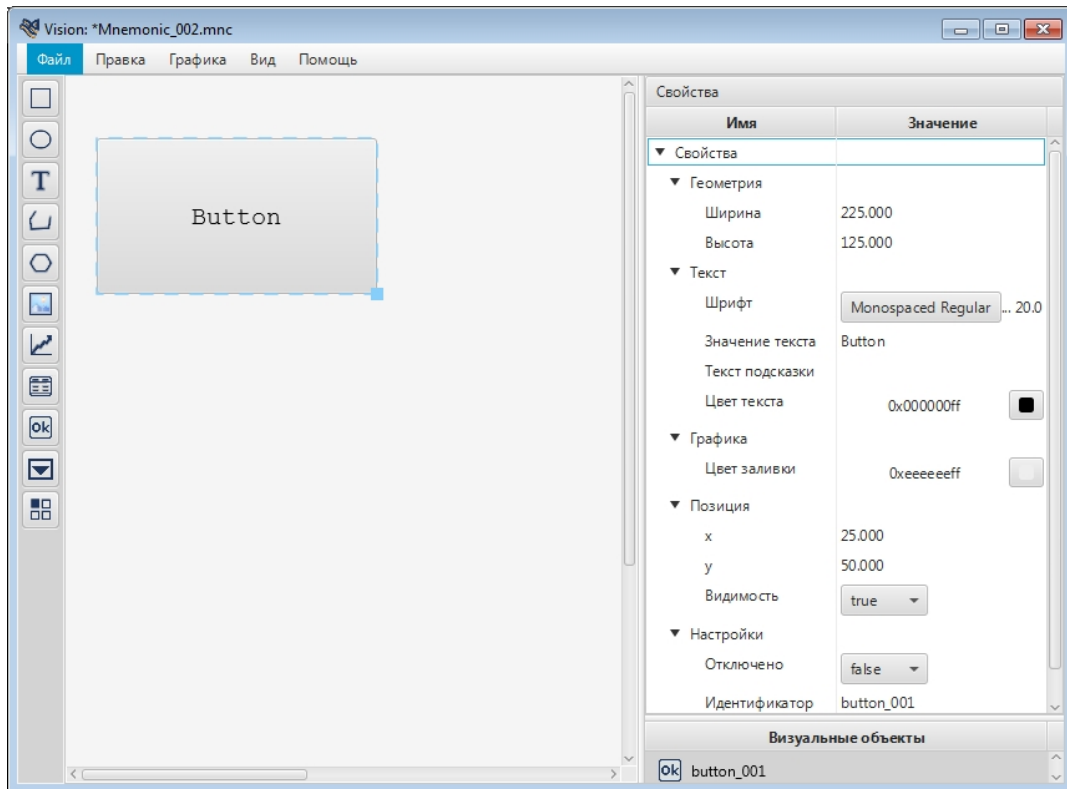 Vision: *Mnemonic_002.mnc
Файл Правка Графика Вид Помощь
T
Button
Ok
Свойства
Имя Значение
Свойства
Геометрия
Ширина 225.000
Высота 125.000
Текст
Шрифт Monospaced Regular ... 20.0
Значение текста Button
Текст подсказки
Цвет текста 0x000000ff
Графика
Цвет заливки 0xeeeeeeff
Позиция
x 25.000
y 50.000
Видимость true
Настройки
Отключено false
Идентификатор button_001
Визуальные объекты
Ok button_001